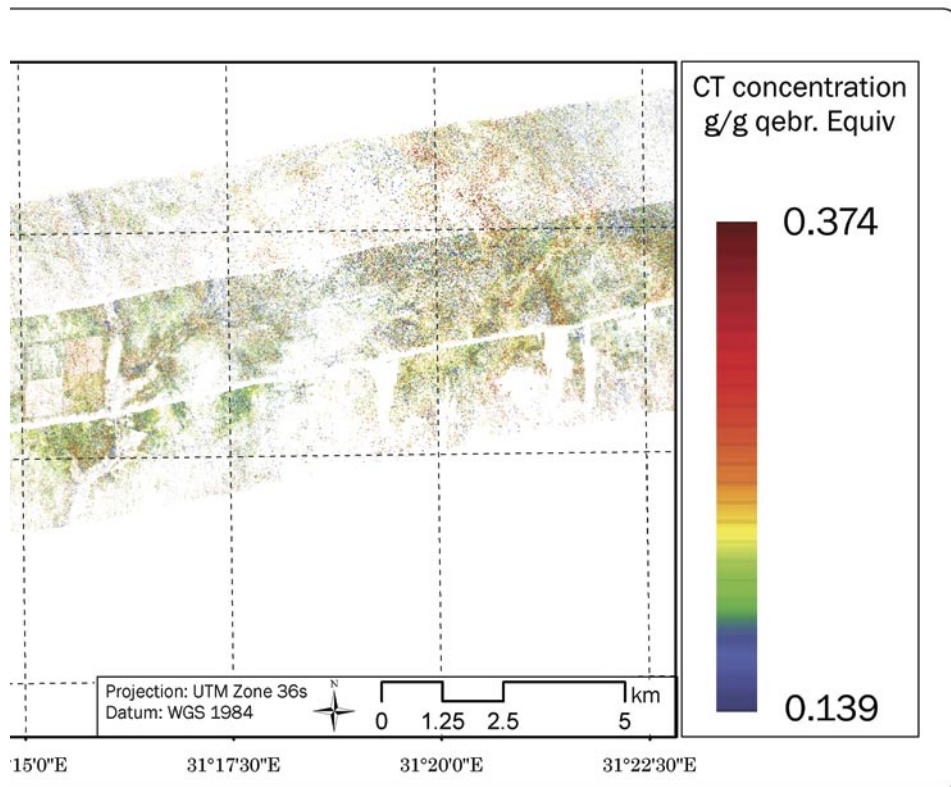 CT concentration
g/g qebr. Equiv
0.374
0.139
Projection: UTM Zone 36s
Datum: WGS 1984
N
km
0 1.25 2.5 5
15'0"E 31°17'30"E 31°20'0"E 31°22'30"E